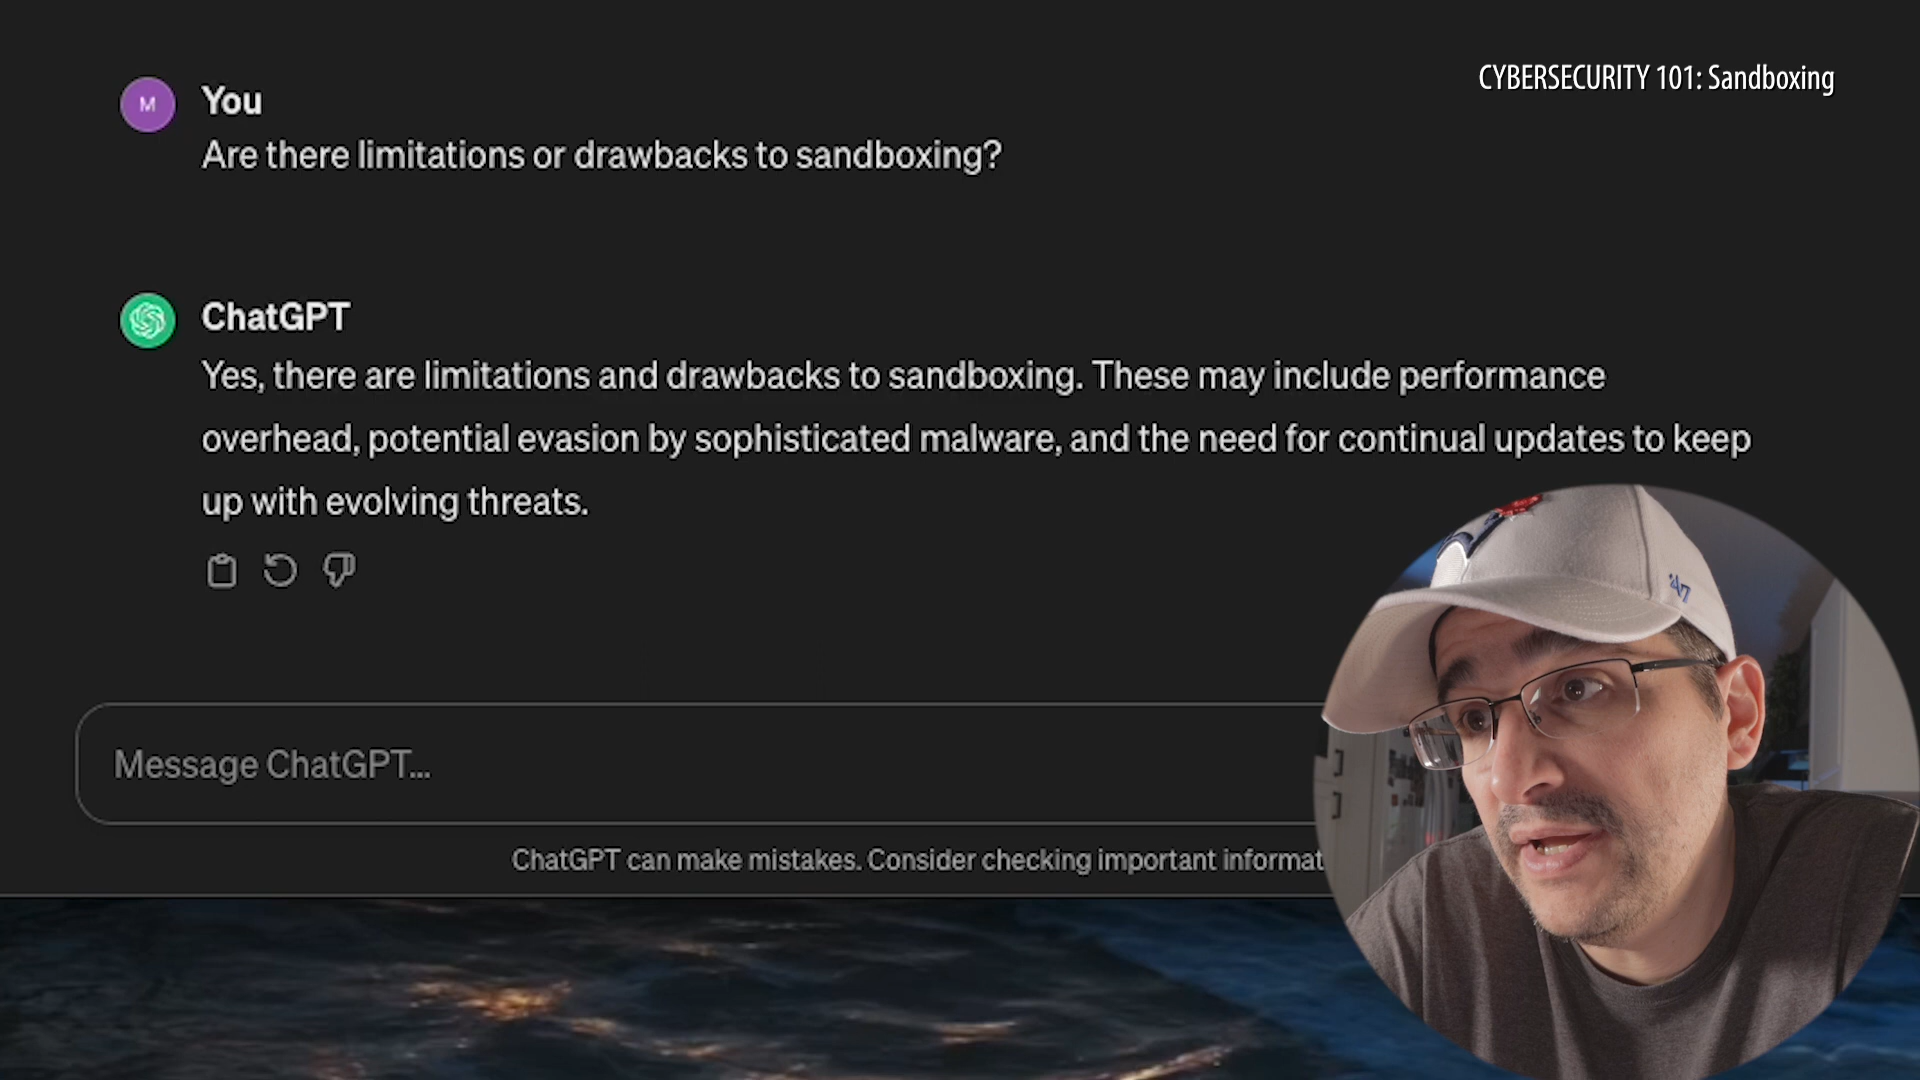 CYBERSECURITY 101: Sandboxing
M
You
Are there limitations or drawbacks to sandboxing?
ChatGPT
Yes, there are limitations and drawbacks to sandboxing. These may include performance
overhead, potential evasion by sophisticated malware, and the need for continual updates to keep
up with evolving threats.
Message ChatGPT...
ChatGPT can make mistakes. Consider checking important informat
'47